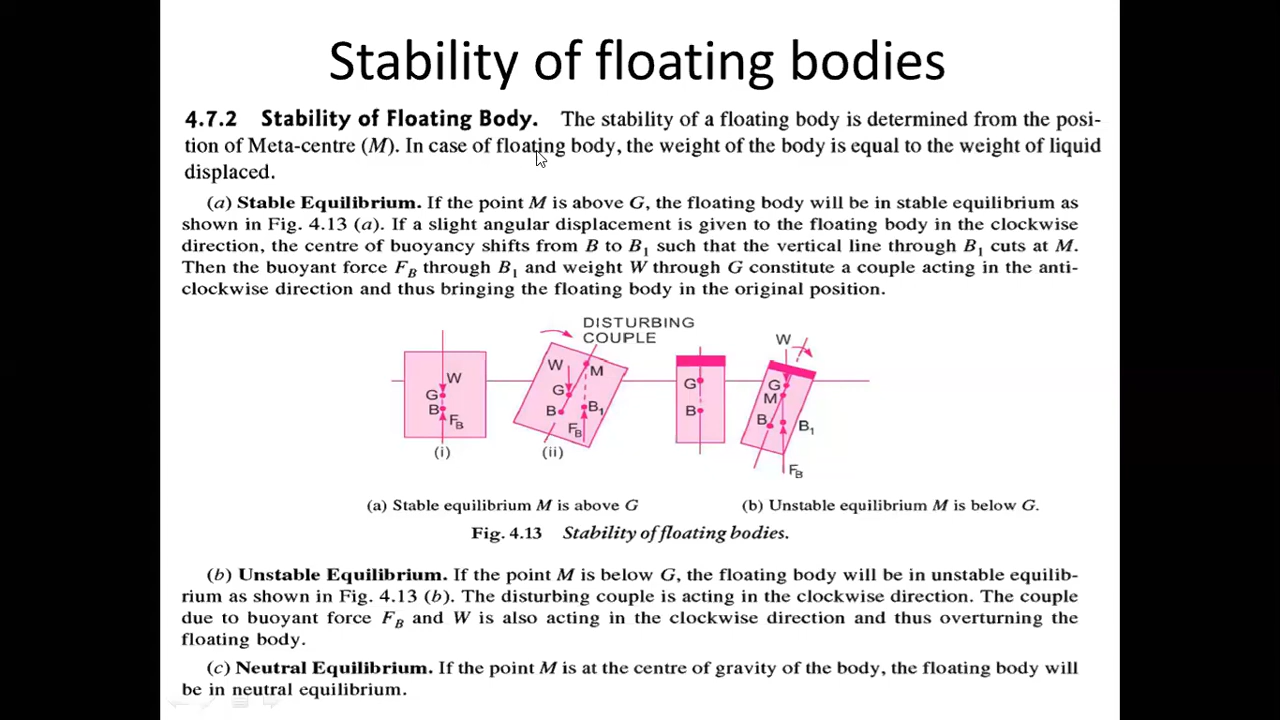 Stability of floating bodies
4.7.2 Stability of Floating Body. The stability of a floating body is determined from the posi-
tion of Meta-centre (M). In case of floating body, the weight of the body is equal to the weight of liquid
displaced.
(a) Stable Equilibrium. If the point M is above G, the floating body will be in stable equilibrium as
shown in Fig. 4.13 (a). If a slight angular displacement is given to the floating body in the clockwise
direction, the centre of buoyancy shifts from B to B1 such that the vertical line through B1 cuts at M.
Then the buoyant force FB through B1 and weight W through G constitute a couple acting in the anti-
clockwise direction and thus bringing the floating body in the original position.
DISTURBING
COUPLE
W
G
B
FB
(i)
W
M
G
B
B1
FB
(ii)
G
B
W
G
M
B
B1
FB
(a) Stable equilibrium M is above G
(b) Unstable equilibrium M is below G.
Fig. 4.13 Stability of floating bodies.
(b) Unstable Equilibrium. If the point M is below G, the floating body will be in unstable equilib-
rium as shown in Fig. 4.13 (b). The disturbing couple is acting in the clockwise direction. The couple
due to buoyant force FB and W is also acting in the clockwise direction and thus overturning the
floating body.
(c) Neutral Equilibrium. If the point M is at the centre of gravity of the body, the floating body will
be in neutral equilibrium.